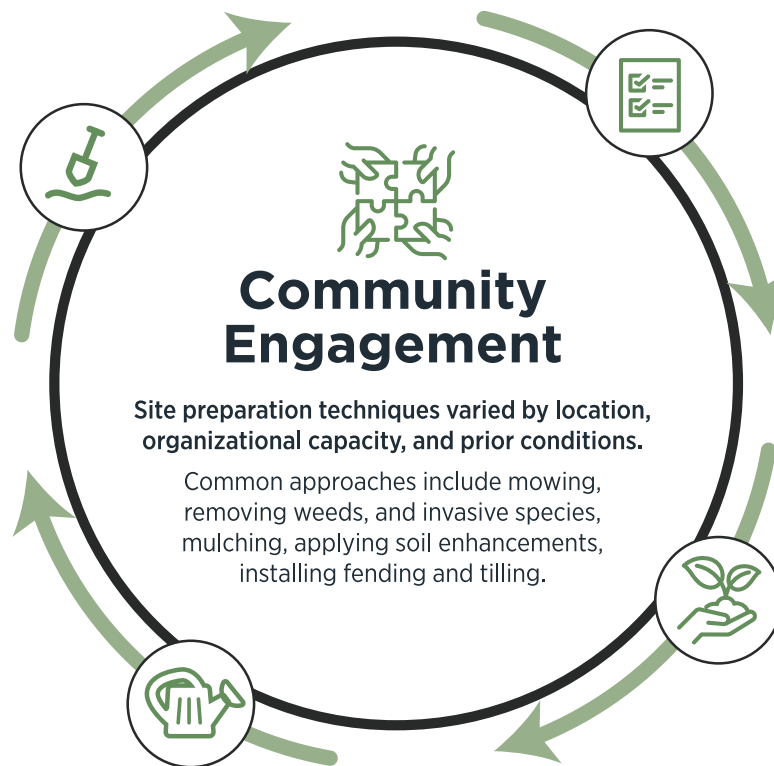 Community
Engagement
Site preparation techniques varied by location,
organizational capacity, and prior conditions.
Common approaches include mowing,
removing weeds, and invasive species,
mulching, applying soil enhancements,
installing fending and tilling.